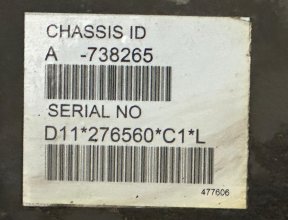 CHASSIS ID
A -738265
SERIAL NO
D11*276560*C1*L
477606